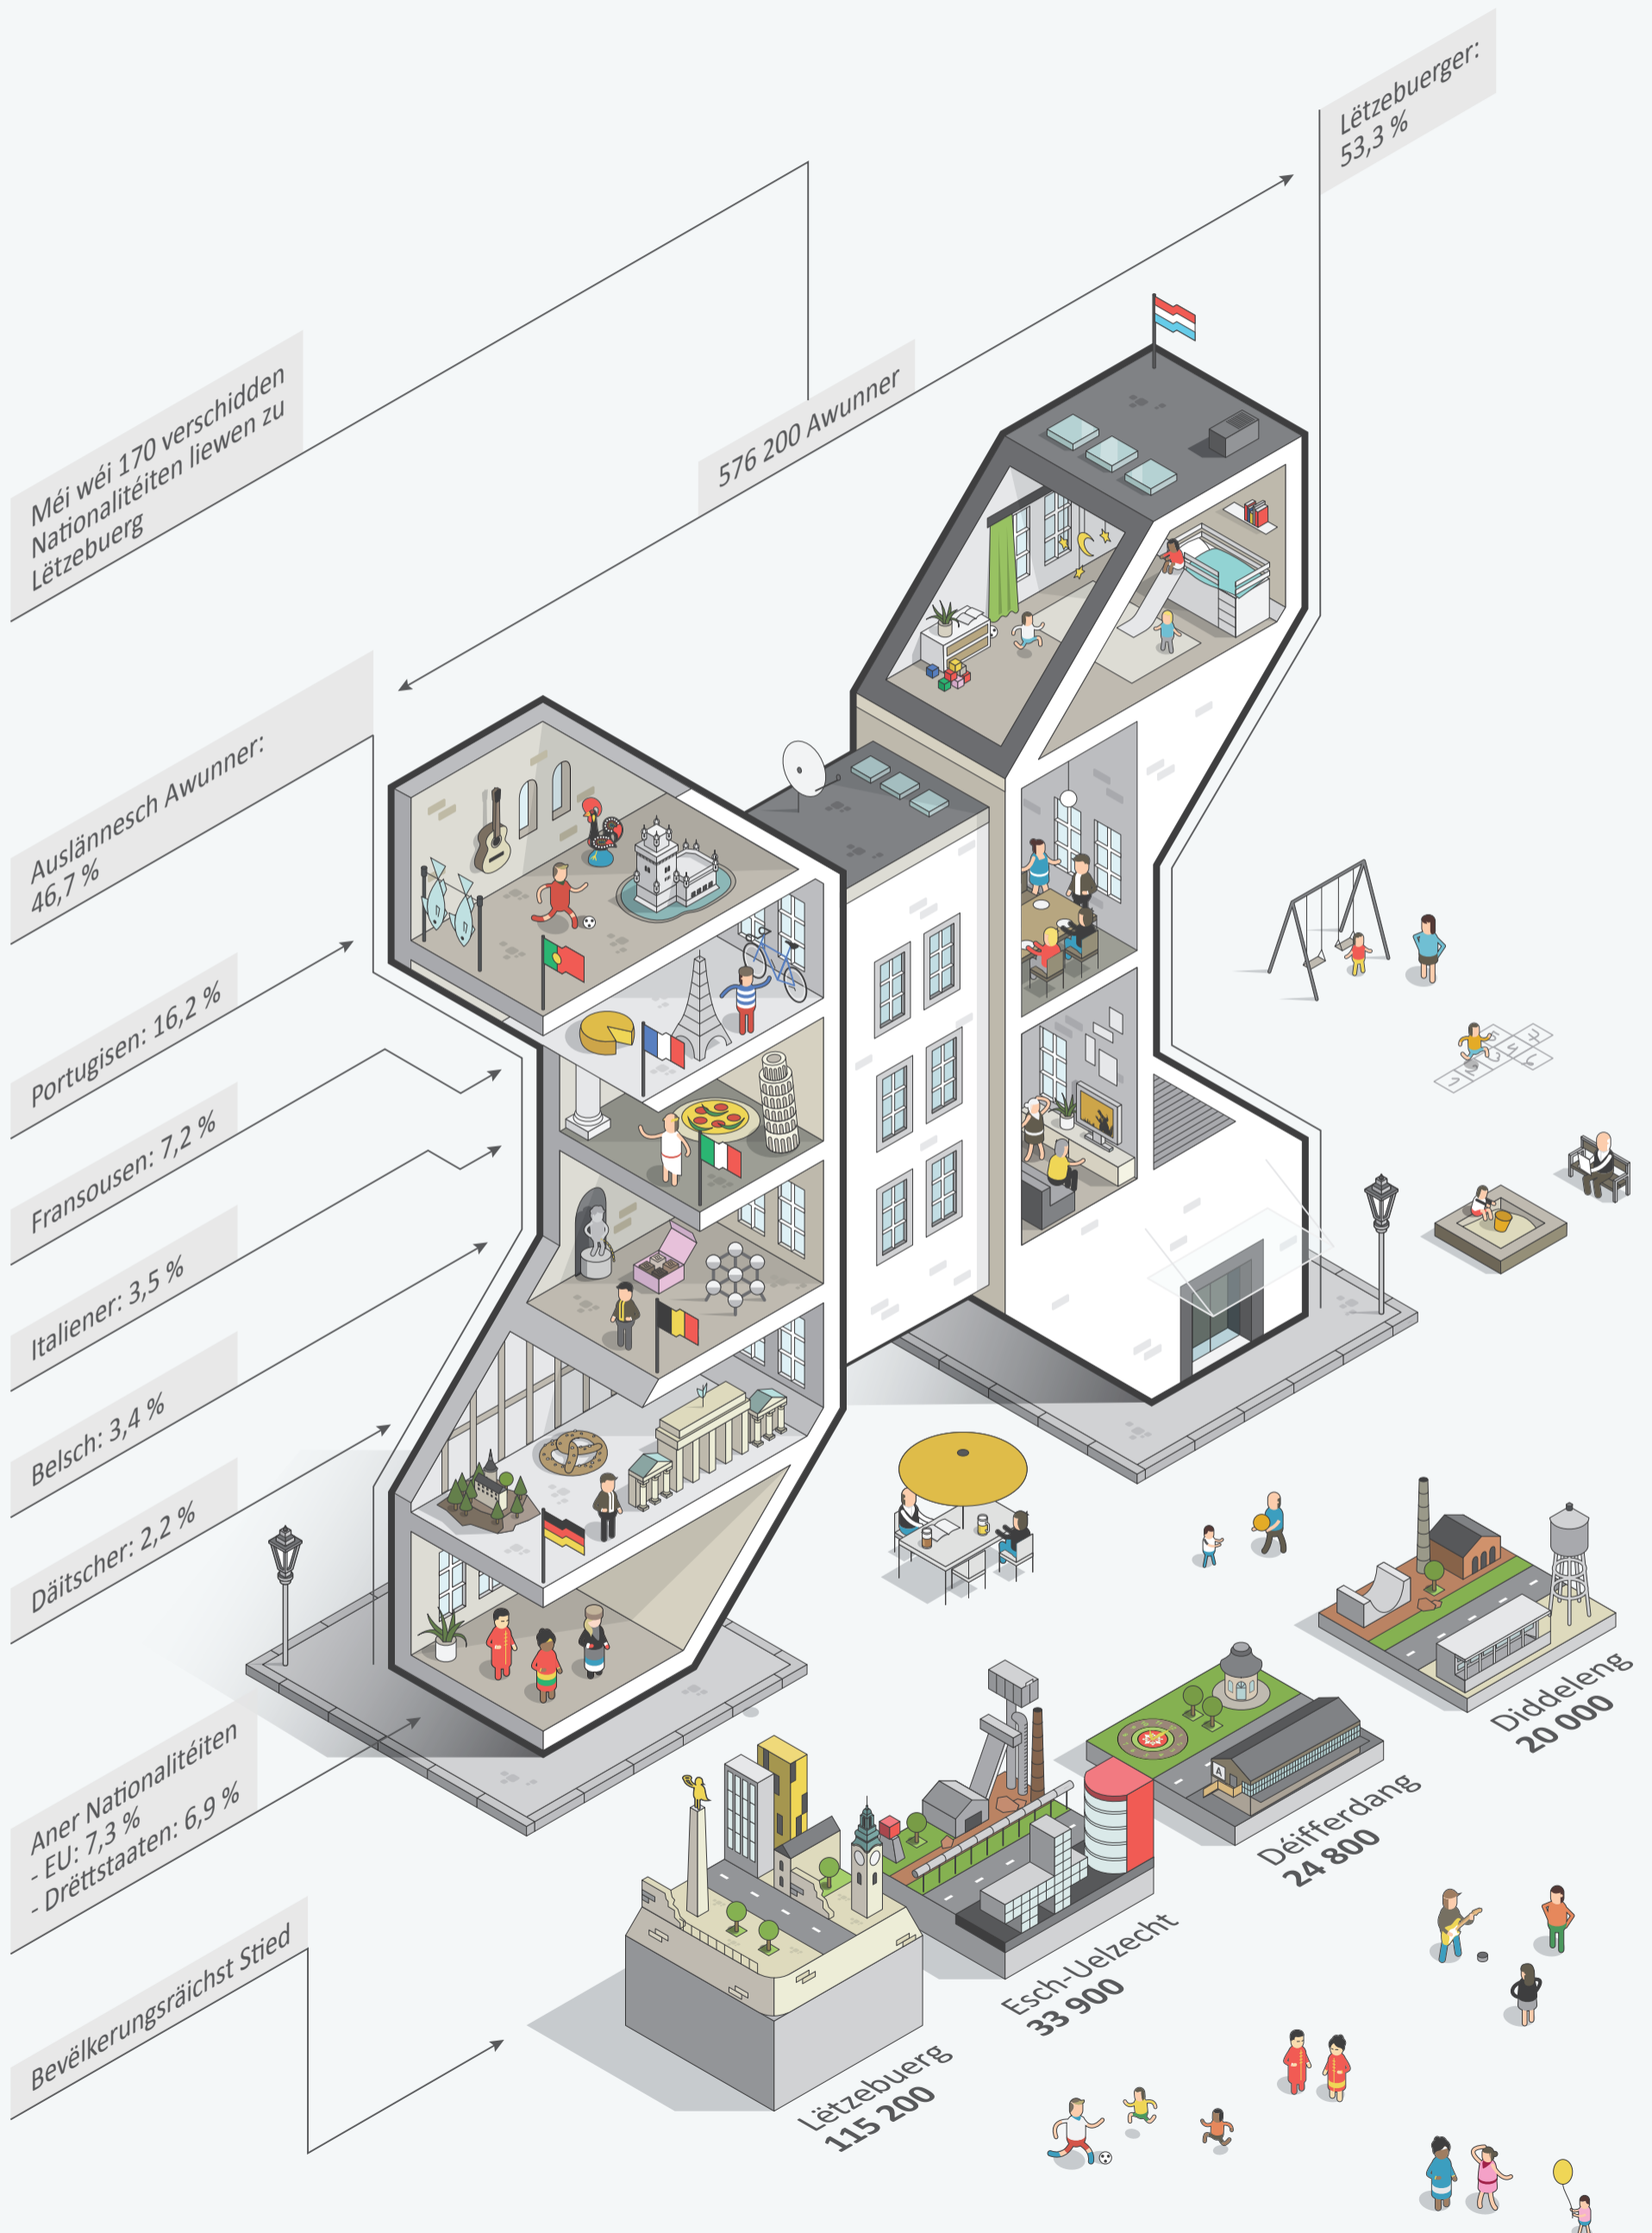 Lëtzebuerger:
53,3 %
Méi wéi 170 verschidden
Nationalitéiten liewen zu
Lëtzebuerg
576 200 Awunner
Auslännesch Awunner:
46,7 %
Portugisen: 16,2 %
Fransousen: 7,2 %
Italiener: 3,5 %
Belsch: 3,4 %
Däitscher: 2,2 %
Aner Nationalitéiten
- EU: 7,3 %
- Drëttstaaten: 6,9 %
Bevëlkerungsräichst Stied
Lëtzebuerg
115 200
Esch-Uelzecht
33 900
A
Déifferdang
24 800
Diddeleng
20 000